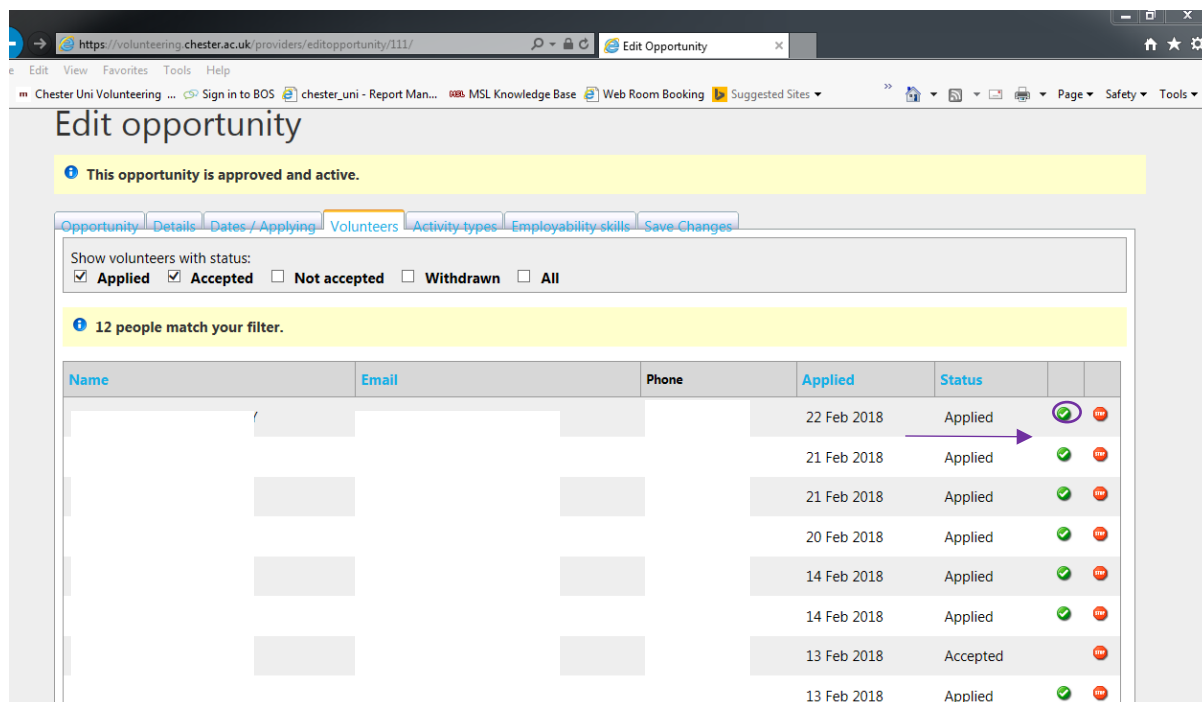 https://volunteering.chester.ac.uk/providers/editopportunity/111/ Edit Opportunity
e Edit View Favorites Tools Help
m Chester Uni Volunteering ... Sign in to BOS chester_uni - Report Man... MSL Knowledge Base Web Room Booking Suggested Sites » Page Safety Tools
Edit opportunity
This opportunity is approved and active.
Opportunity Details Dates / Applying Volunteers Activity types Employability skills Save Changes
Show volunteers with status:
Applied Accepted Not accepted Withdrawn All
12 people match your filter.
Name Email Phone Applied Status
22 Feb 2018 Applied
21 Feb 2018 Applied
21 Feb 2018 Applied
20 Feb 2018 Applied
14 Feb 2018 Applied
14 Feb 2018 Applied
13 Feb 2018 Accepted
13 Feb 2018 Applied